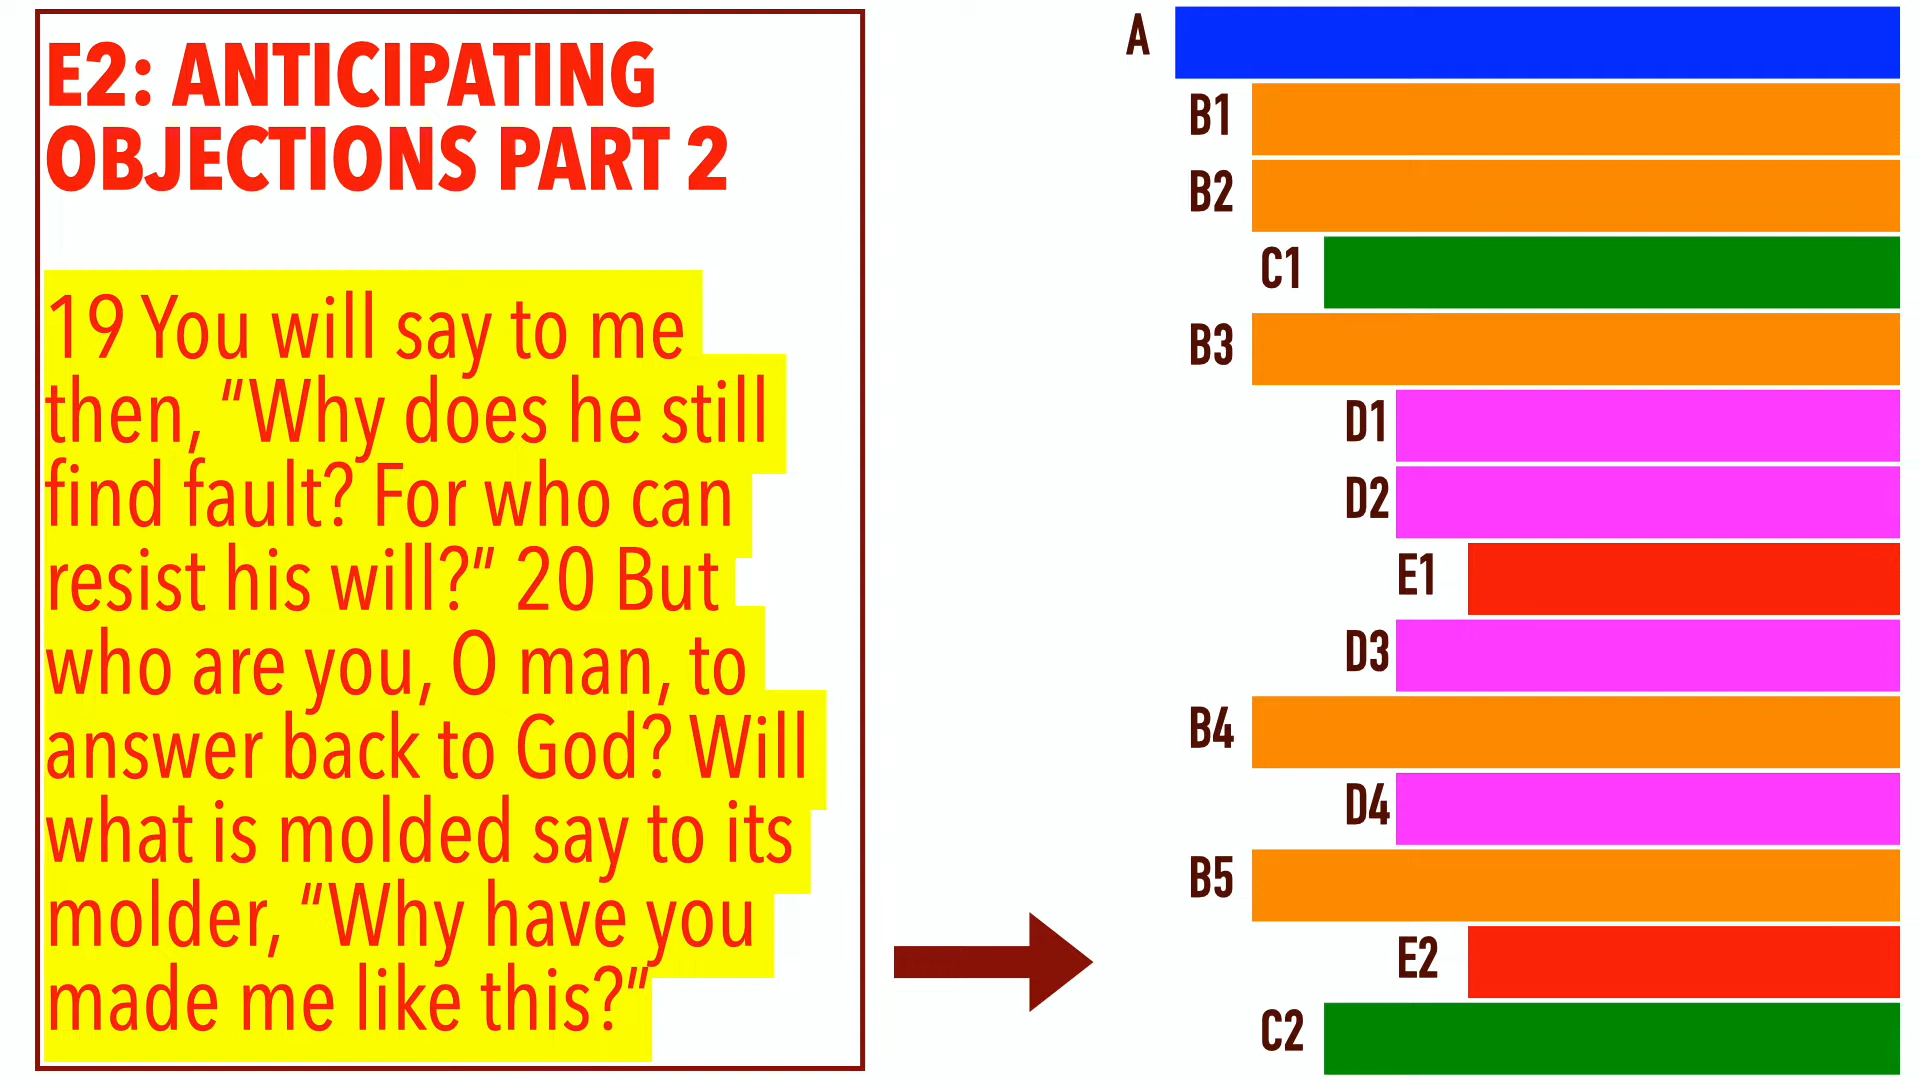 E2: ANTICIPATING
OBJECTIONS PART 2
19 You will say to me
then, “Why does he still
find fault? For who can
resist his will?” 20 But
who are you, O man, to
answer back to God? Will
what is molded say to its
molder, “Why have you
made me like this?”
A
B1
B2
C1
B3
D1
D2
E1
D3
B4
D4
B5
E2
C2